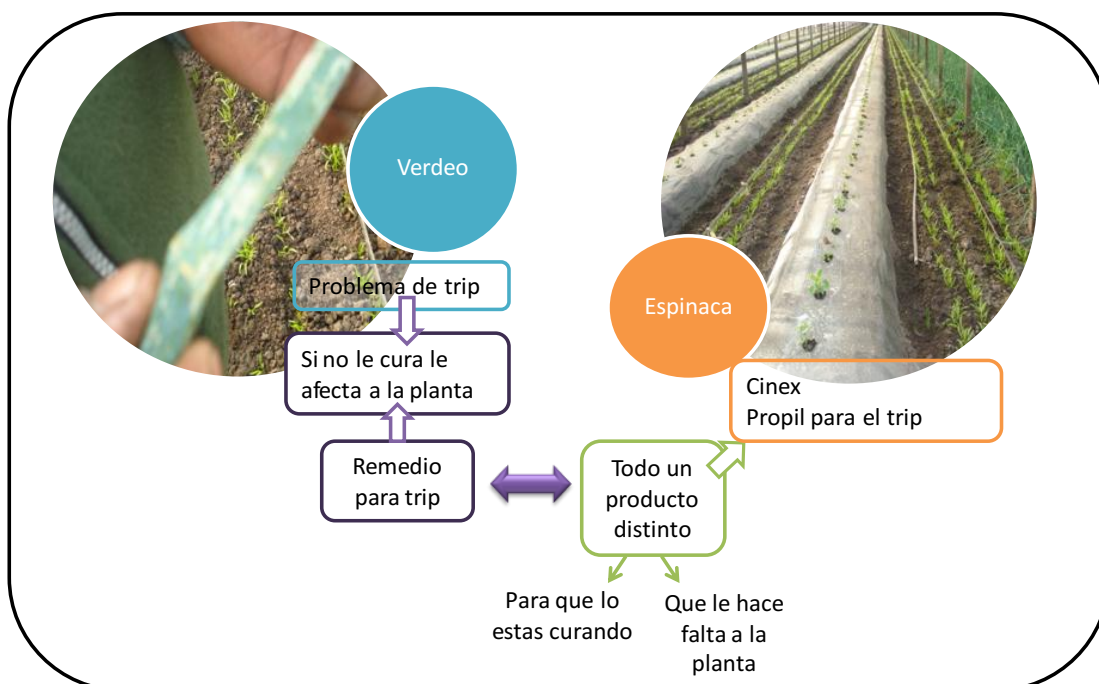 Verdeo
Problema de trip
Si no le cura le
afecta a la planta
Remedio
para trip
Espinaca
Cinex
Propil para el trip
Todo un
producto
distinto
Para que lo
estas curando
Que le hace
falta a la
planta